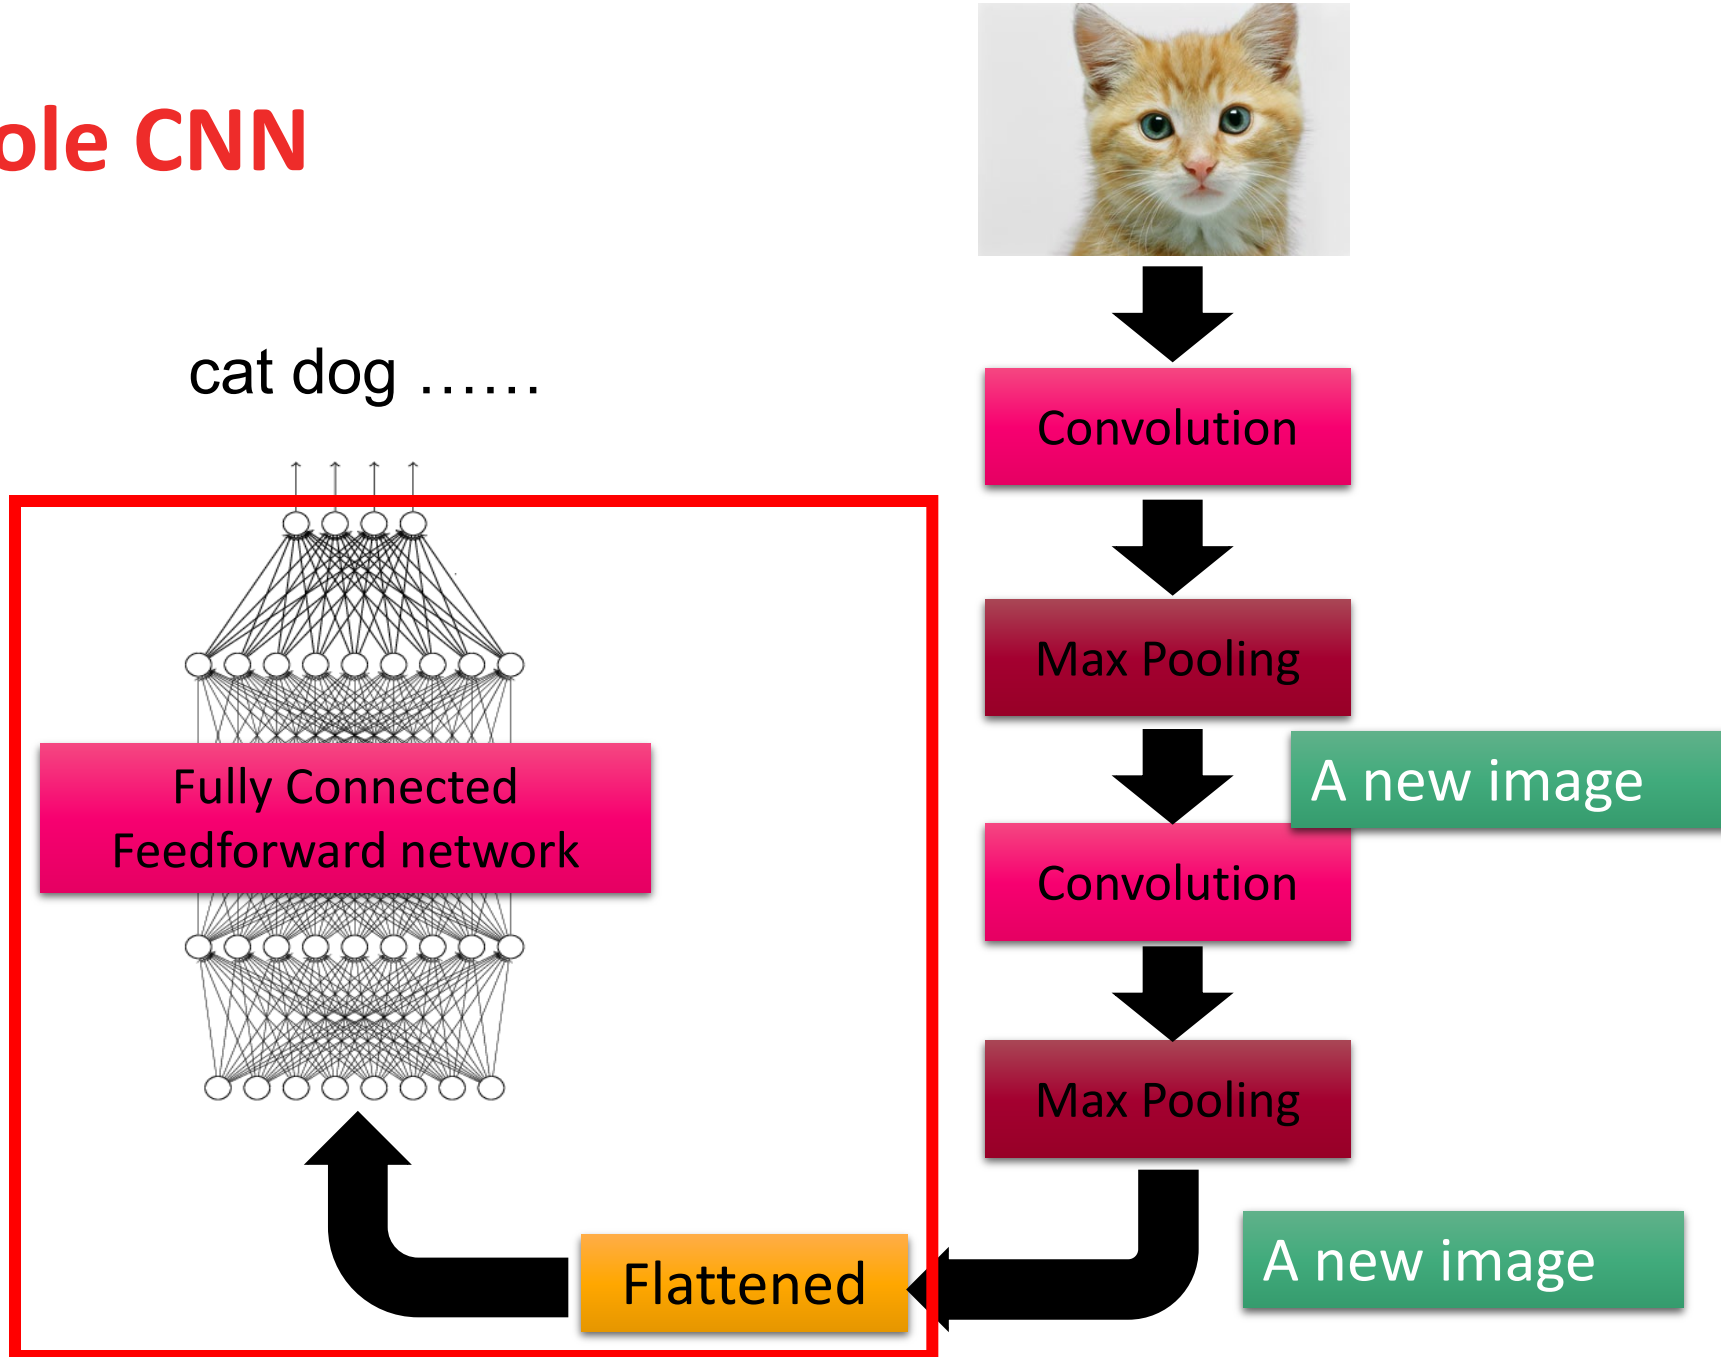 ole CNN
cat dog ……
Convolution
Max Pooling
A new image
Convolution
Max Pooling
A new image
Flattened
Fully Connected
Feedforward network